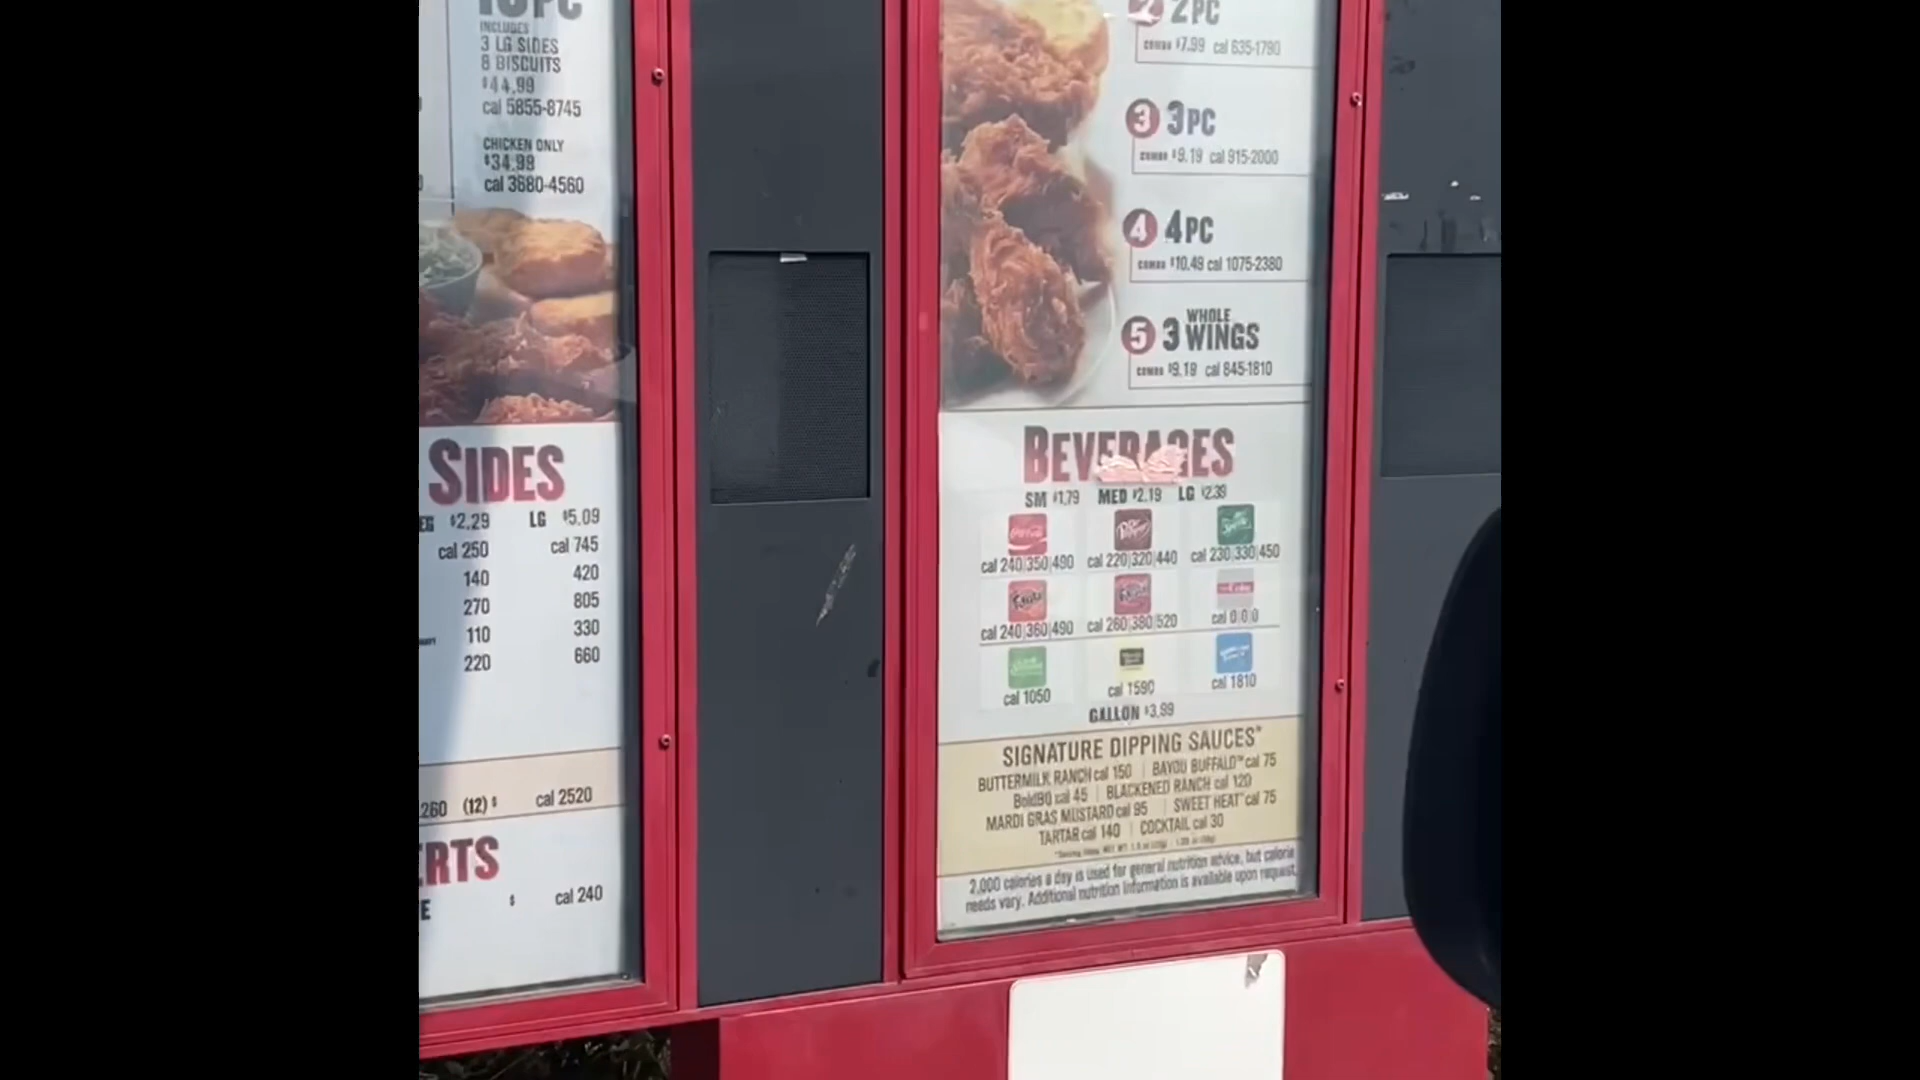 PC
INCLUDES
3 LG SIDES
8 BISCUITS
$44.99
cal 5855-8745
CHICKEN ONLY
$34.99
cal 3680-4560
SIDES
$2.29 LG $5.09
cal 250 cal 745
140 420
270 805
110 330
220 660
260 (12) $ cal 2520
ERTS
E $ cal 240
2PC
COMBO $7.99 cal 635-1790
3 3PC
COMBO $9.19 cal 915-2000
4 4PC
COMBO $10.49 cal 1075-2380
5 3 WHOLE WINGS
COMBO $9.19 cal 845-1810
BEVERAGES
SM $1.79 MED $2.19 LG $2.39
Coca-Cola Dr Pepper Sprite
cal 240|350|490 cal 220|320|440 cal 230|330|450
Fanta Fanta
cal 240|360|490 cal 260|380|520 cal 0|0|0
cal 1050 cal 1590 cal 1810
GALLON $3.99
SIGNATURE DIPPING SAUCES*
BUTTERMILK RANCH cal 150 | BAYOU BUFFALO™ cal 75
BoldBQ cal 45 | BLACKENED RANCH cal 120
MARDI GRAS MUSTARD cal 95 | SWEET HEAT™ cal 75
TARTAR cal 140 | COCKTAIL cal 30
2,000 calories a day is used for general nutrition advice, but calorie
needs vary. Additional nutrition information is available upon request.